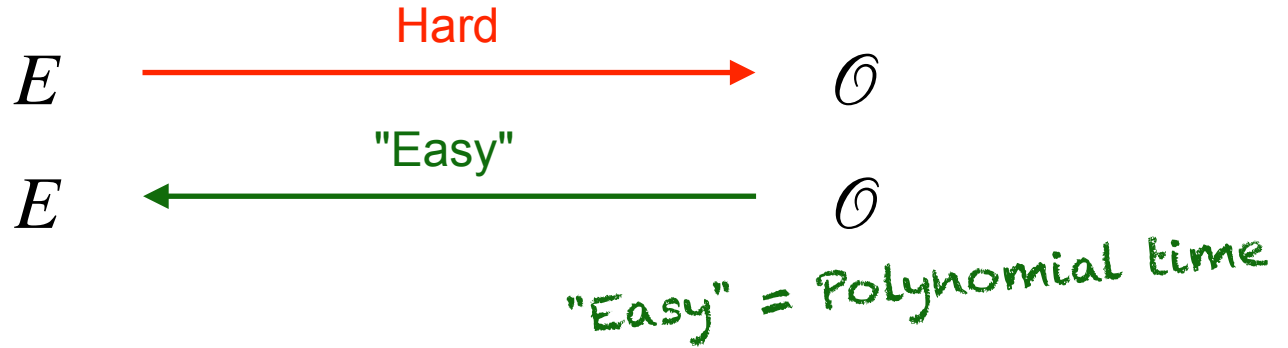 Hard
E 𝒪
"Easy"
E 𝒪
"Easy" = Polynomial time